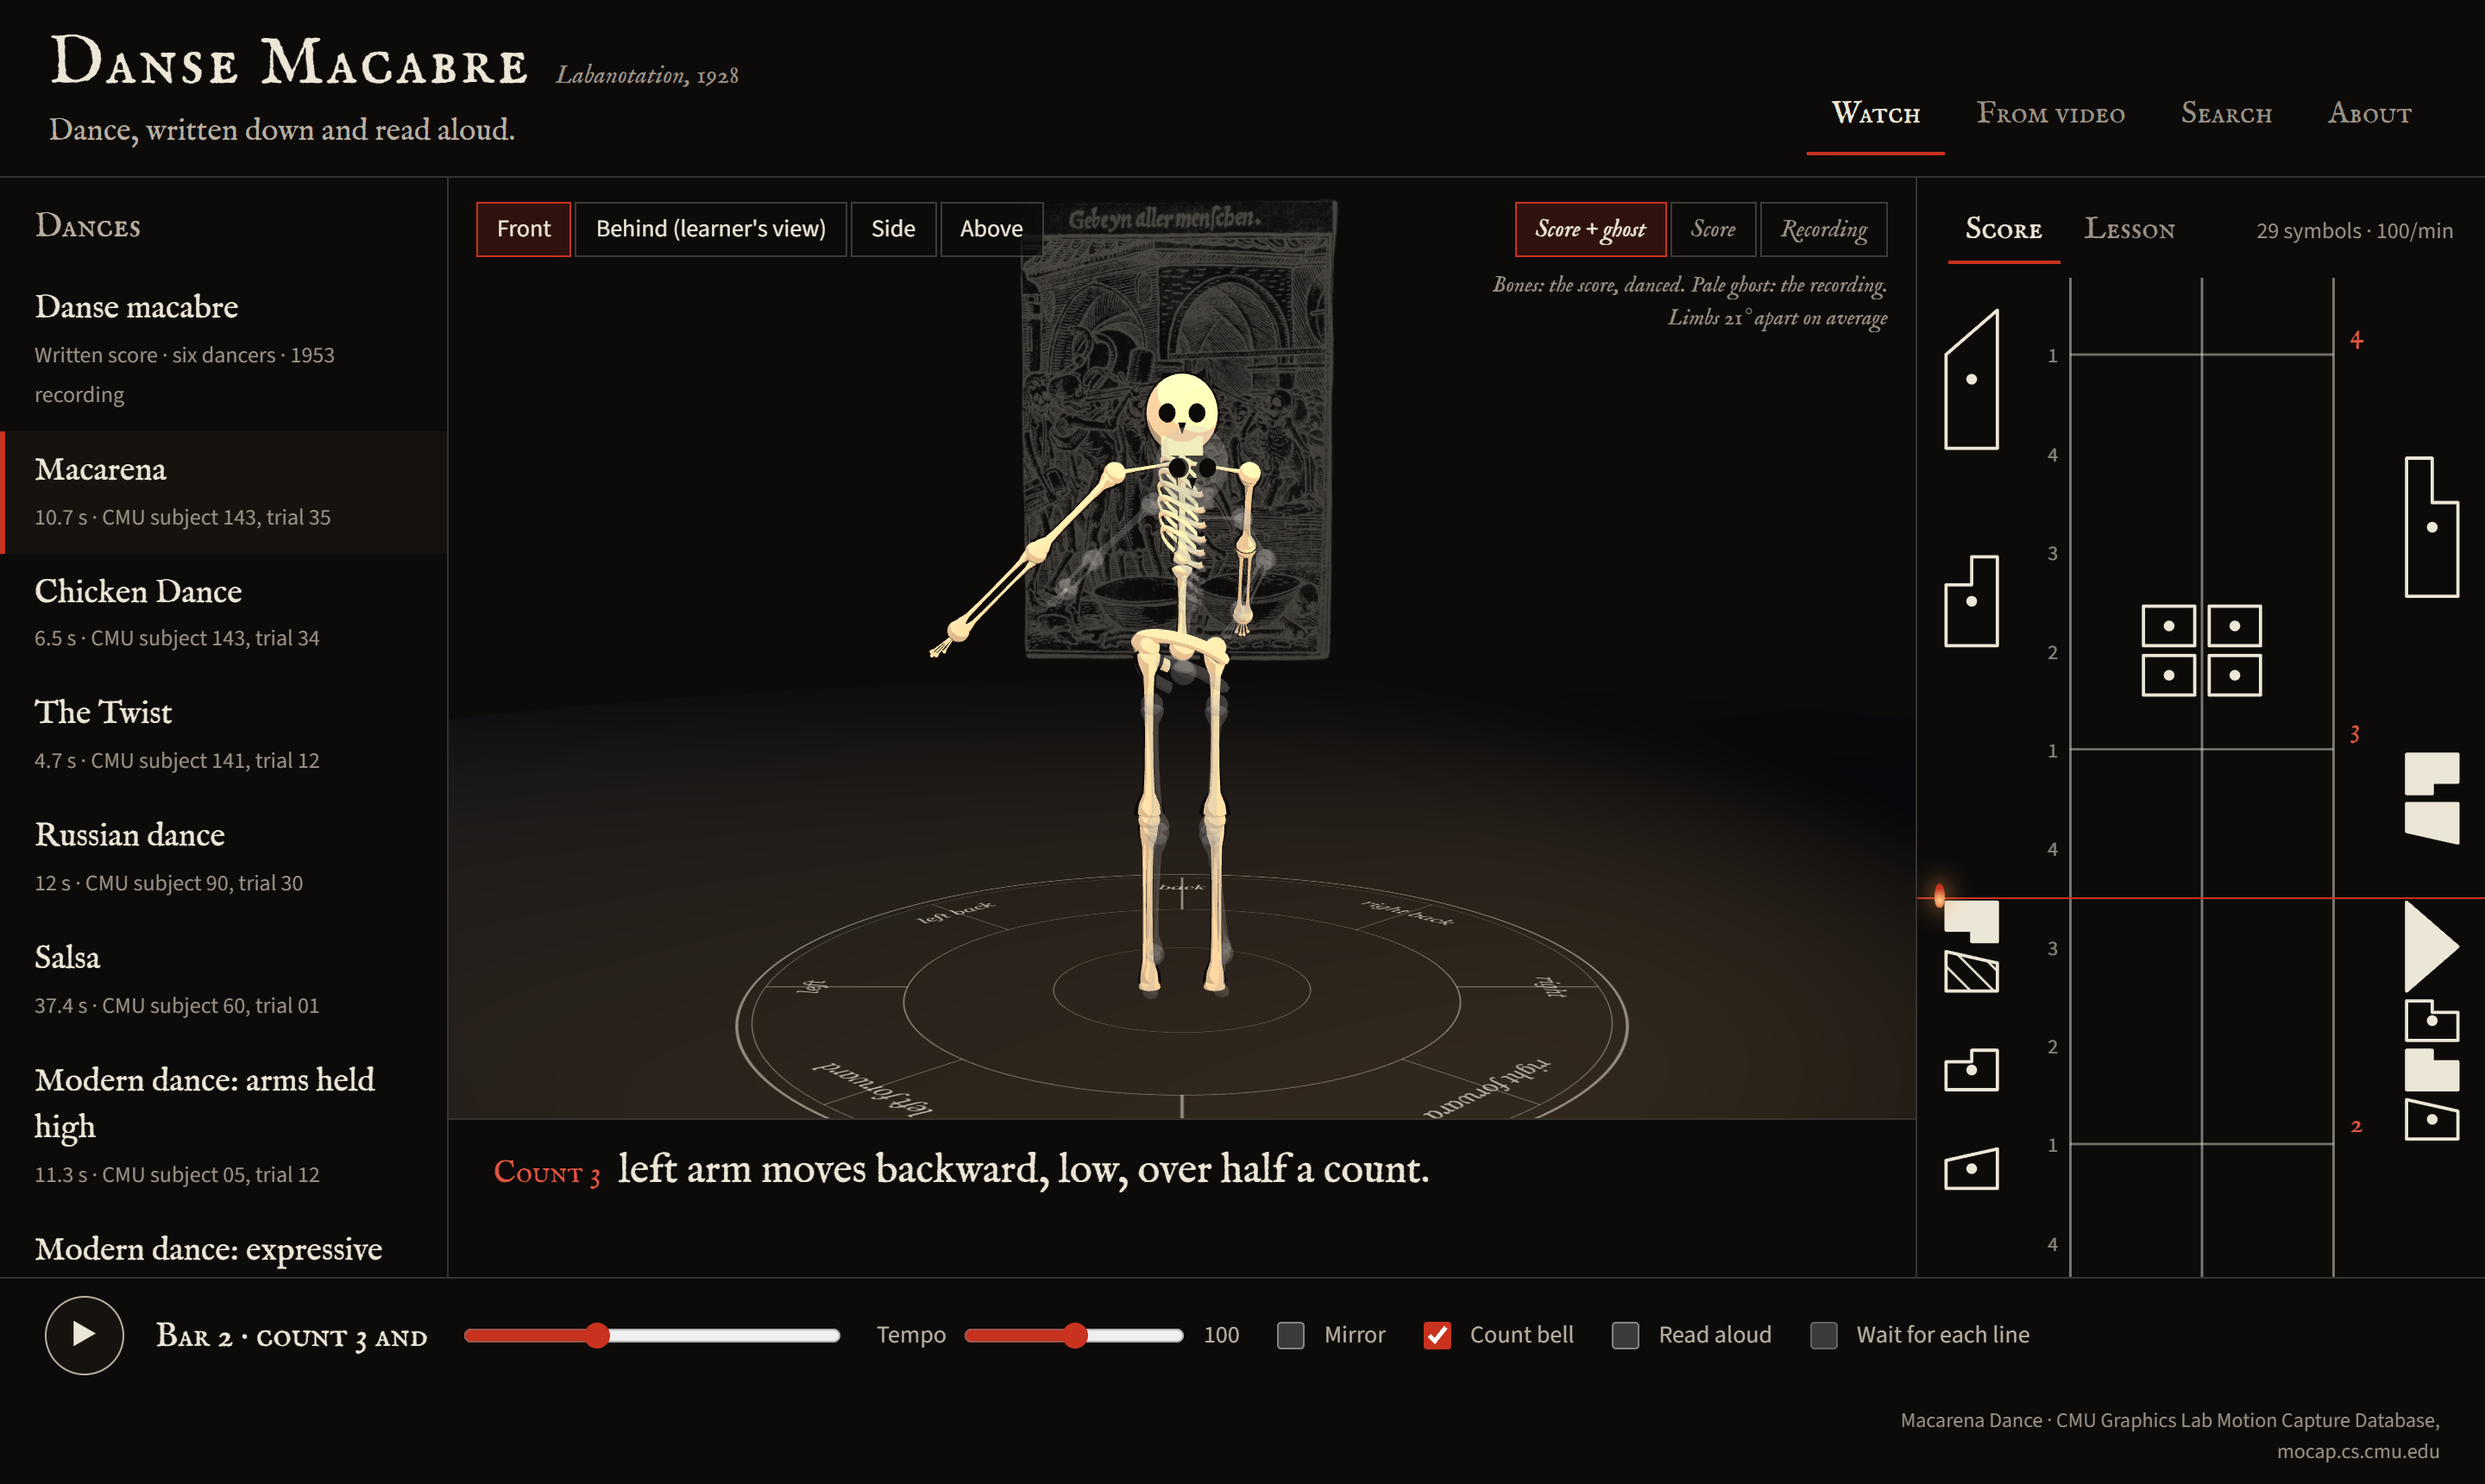 Danse Macabre Labanotation, 1928
Dance, written down and read aloud.
Watch From video Search About
Dances
Danse macabre
Written score · six dancers · 1953
recording
Macarena
10.7 s · CMU subject 143, trial 35
Chicken Dance
6.5 s · CMU subject 143, trial 34
The Twist
4.7 s · CMU subject 141, trial 12
Russian dance
12 s · CMU subject 90, trial 30
Salsa
37.4 s · CMU subject 60, trial 01
Modern dance: arms held
high
11.3 s · CMU subject 05, trial 12
Modern dance: expressive
Front Behind (learner's view) Side Above
Gebeyn aller menschen.
Score + ghost Score Recording
Bones: the score, danced. Pale ghost: the recording.
Limbs 21° apart on average
back
left back right back
left right
left forward right forward
Count 3 left arm moves backward, low, over half a count.
Score Lesson 29 symbols · 100/min
4
1
4
3
2
3
1
4
3
2
2
1
4
Bar 2 · count 3 and Tempo 100 Mirror Count bell Read aloud Wait for each line
Macarena Dance · CMU Graphics Lab Motion Capture Database,
mocap.cs.cmu.edu